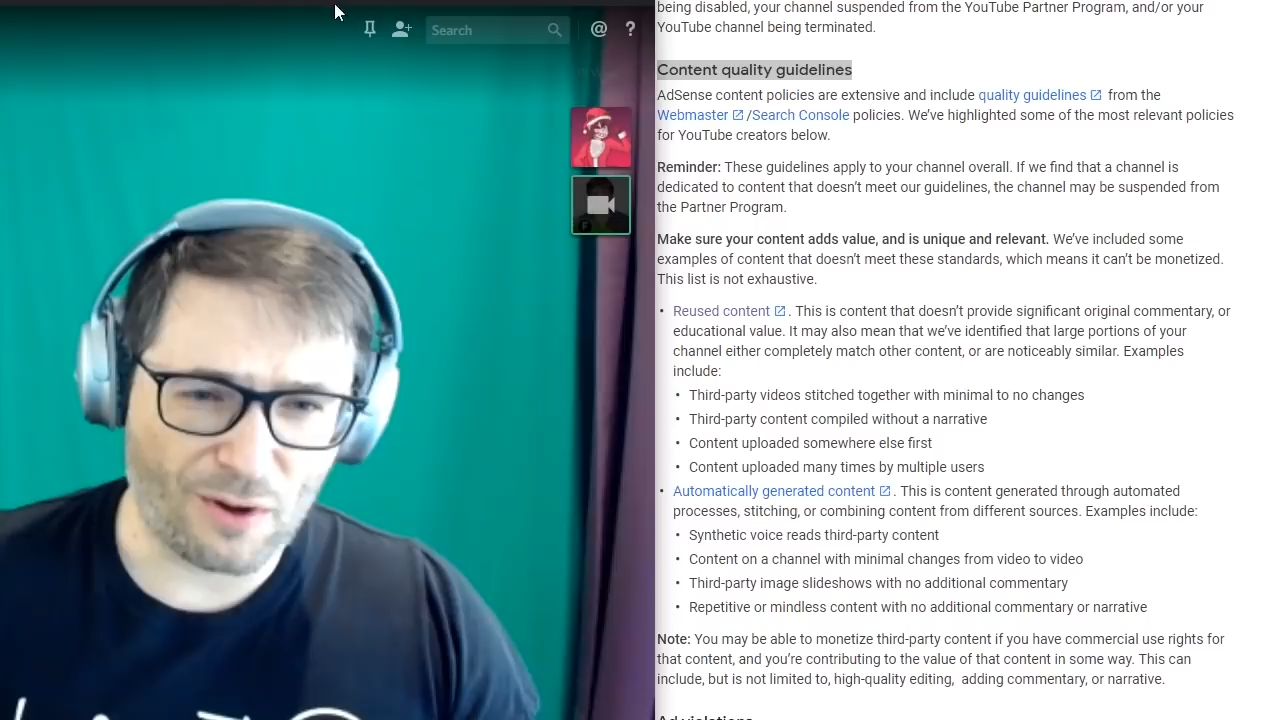 Search
@
?
being disabled, your channel suspended from the YouTube Partner Program, and/or your
YouTube channel being terminated.
Content quality guidelines
AdSense content policies are extensive and include quality guidelines from the
Webmaster /Search Console policies. We’ve highlighted some of the most relevant policies
for YouTube creators below.
Reminder: These guidelines apply to your channel overall. If we find that a channel is
dedicated to content that doesn’t meet our guidelines, the channel may be suspended from
the Partner Program.
Make sure your content adds value, and is unique and relevant. We’ve included some
examples of content that doesn’t meet these standards, which means it can’t be monetized.
This list is not exhaustive.
• Reused content . This is content that doesn’t provide significant original commentary, or
educational value. It may also mean that we’ve identified that large portions of your
channel either completely match other content, or are noticeably similar. Examples
include:
• Third-party videos stitched together with minimal to no changes
• Third-party content compiled without a narrative
• Content uploaded somewhere else first
• Content uploaded many times by multiple users
• Automatically generated content . This is content generated through automated
processes, stitching, or combining content from different sources. Examples include:
• Synthetic voice reads third-party content
• Content on a channel with minimal changes from video to video
• Third-party image slideshows with no additional commentary
• Repetitive or mindless content with no additional commentary or narrative
Note: You may be able to monetize third-party content if you have commercial use rights for
that content, and you’re contributing to the value of that content in some way. This can
include, but is not limited to, high-quality editing, adding commentary, or narrative.
Ad violations